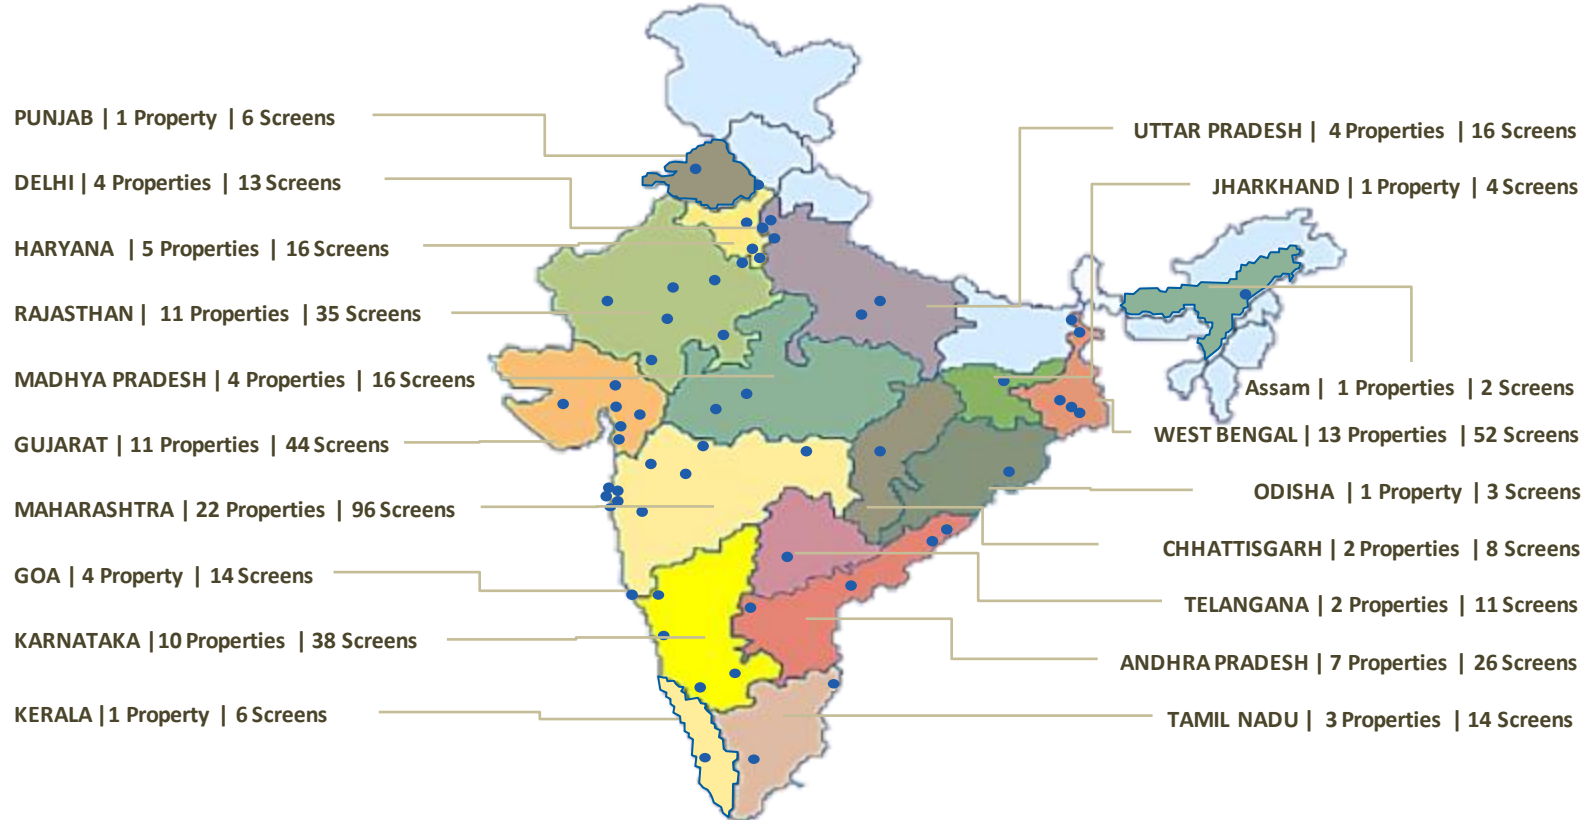 PUNJAB | 1 Property | 6 Screens
DELHI | 4 Properties | 13 Screens
HARYANA | 5 Properties | 16 Screens
RAJASTHAN | 11 Properties | 35 Screens
MADHYA PRADESH | 4 Properties | 16 Screens
GUJARAT | 11 Properties | 44 Screens
MAHARASHTRA | 22 Properties | 96 Screens
GOA | 4 Property | 14 Screens
KARNATAKA | 10 Properties | 38 Screens
KERALA | 1 Property | 6 Screens
UTTAR PRADESH | 4 Properties | 16 Screens
JHARKHAND | 1 Property | 4 Screens
Assam | 1 Properties | 2 Screens
WEST BENGAL | 13 Properties | 52 Screens
ODISHA | 1 Property | 3 Screens
CHHATTISGARH | 2 Properties | 8 Screens
TELANGANA | 2 Properties | 11 Screens
ANDHRA PRADESH | 7 Properties | 26 Screens
TAMIL NADU | 3 Properties | 14 Screens